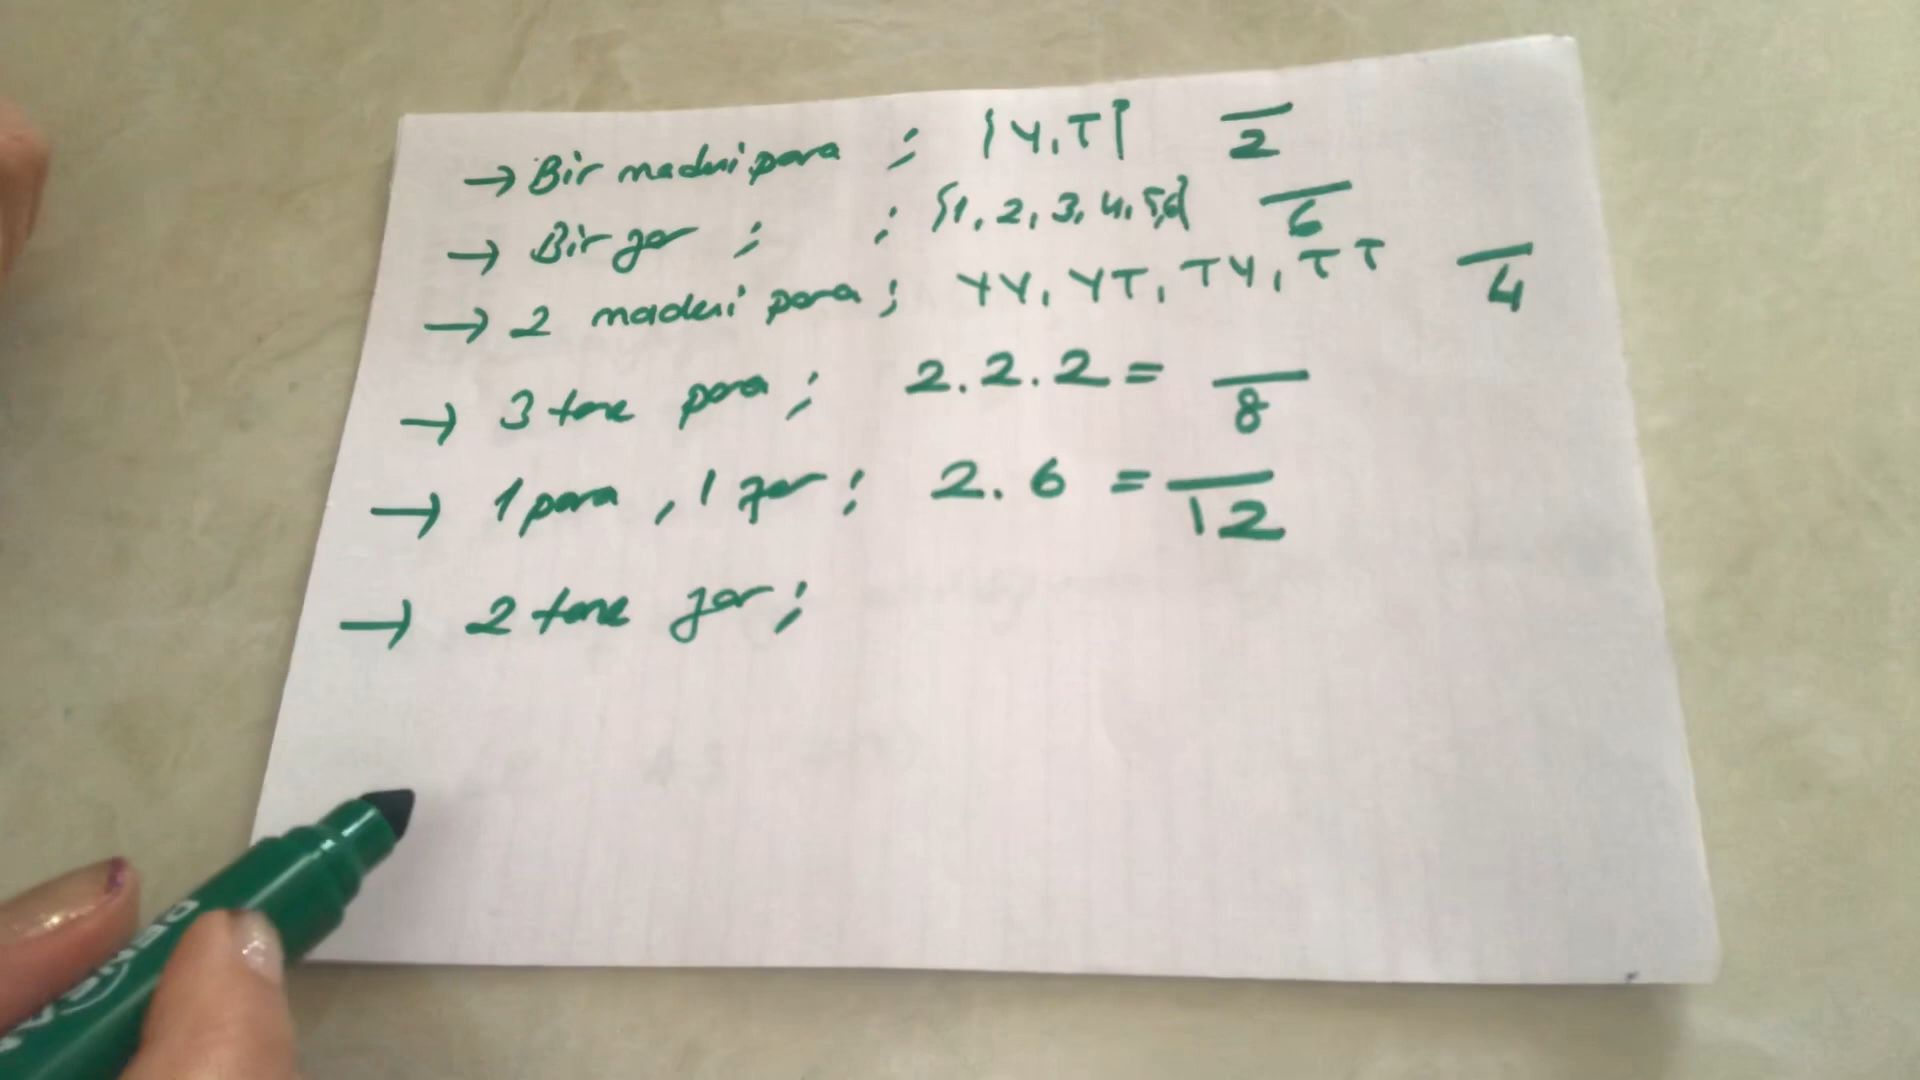 → Bir madeni para ; {Y, T} —/2
→ Bir zar ; : {1, 2, 3, 4, 5, 6} —/6
→ 2 madeni para ; YY, YT, TY, TT —/4
→ 3 tane para ; 2.2.2 = —/8
→ 1 para, 1 zar ; 2.6 = —/12
→ 2 tane zar ;